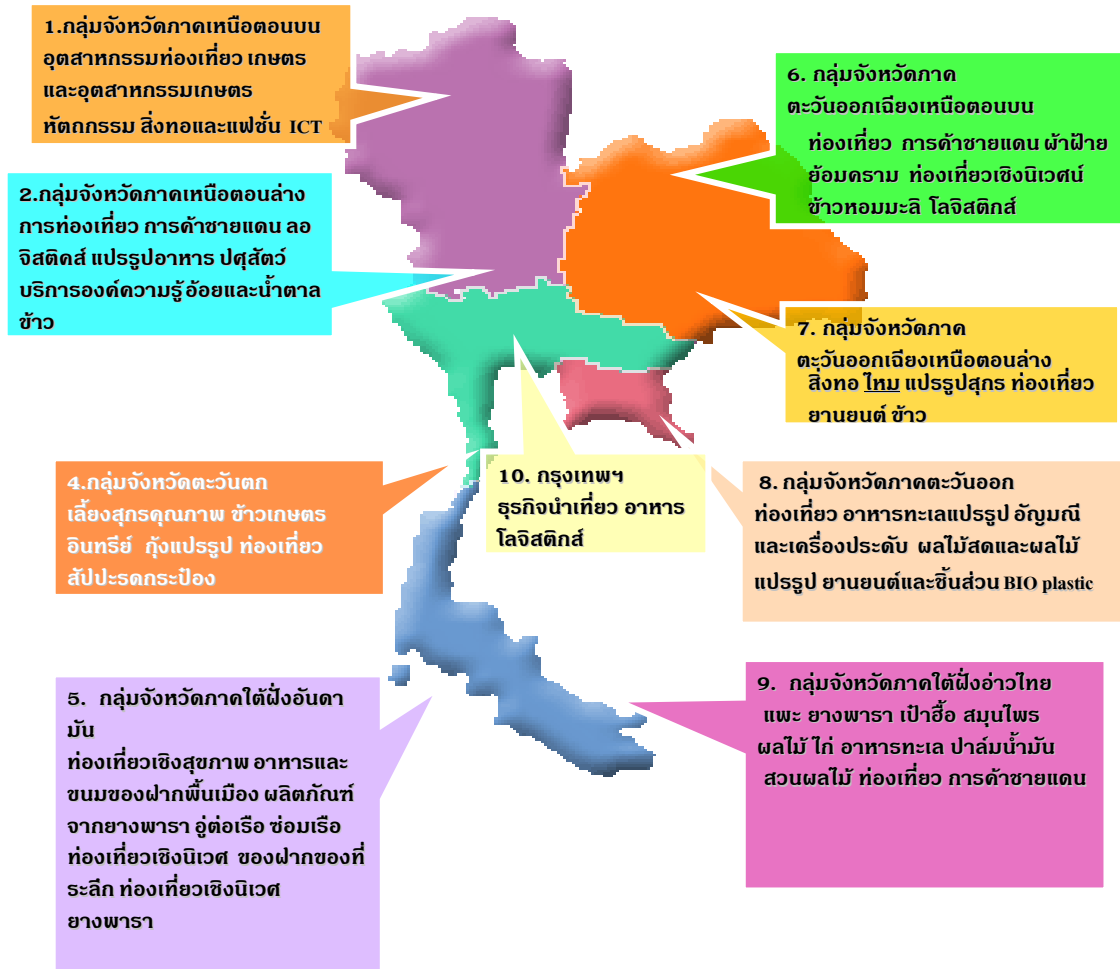 1.กลุ่มจังหวัดภาคเหนือตอนบน
อุตสาหกรรมท่องเที่ยว เกษตร
และอุตสาหกรรมเกษตร
หัตถกรรม สิ่งทอและแฟชั่น ICT
2.กลุ่มจังหวัดภาคเหนือตอนล่าง
การท่องเที่ยว การค้าชายแดน ลอ
จิสติคส์ แปรรูปอาหาร ปศุสัตว์
บริการองค์ความรู้ อ้อยและน้ำตาล
ข้าว
4.กลุ่มจังหวัดตะวันตก
เลี้ยงสุกรคุณภาพ ข้าวเกษตร
อินทรีย์ กุ้งแปรรูป ท่องเที่ยว
สัปปะรดกระป๋อง
5. กลุ่มจังหวัดภาคใต้ฝั่งอันดา
มัน
ท่องเที่ยวเชิงสุขภาพ อาหารและ
ขนมของฝากพื้นเมือง ผลิตภัณฑ์
จากยางพารา อู่ต่อเรือ ซ่อมเรือ
ท่องเที่ยวเชิงนิเวศ ของฝากของที่
ระลึก ท่องเที่ยวเชิงนิเวศ
ยางพารา
6. กลุ่มจังหวัดภาค
ตะวันออกเฉียงเหนือตอนบน
ท่องเที่ยว การค้าชายแดน ผ้าฝ้าย
ย้อมคราม ท่องเที่ยวเชิงนิเวศน์
ข้าวหอมมะลิ โลจิสติกส์
7. กลุ่มจังหวัดภาค
ตะวันออกเฉียงเหนือตอนล่าง
สิ่งทอ ไหม แปรรูปสุกร ท่องเที่ยว
ยานยนต์ ข้าว
10. กรุงเทพฯ
ธุรกิจนำเที่ยว อาหาร
โลจิสติกส์
8. กลุ่มจังหวัดภาคตะวันออก
ท่องเที่ยว อาหารทะเลแปรรูป อัญมณี
และเครื่องประดับ ผลไม้สดและผลไม้
แปรรูป ยานยนต์และชิ้นส่วน BIO plastic
9. กลุ่มจังหวัดภาคใต้ฝั่งอ่าวไทย
แพะ ยางพารา เป๋าฮื้อ สมุนไพร
ผลไม้ ไก่ อาหารทะเล ปาล์มน้ำมัน
สวนผลไม้ ท่องเที่ยว การค้าชายแดน